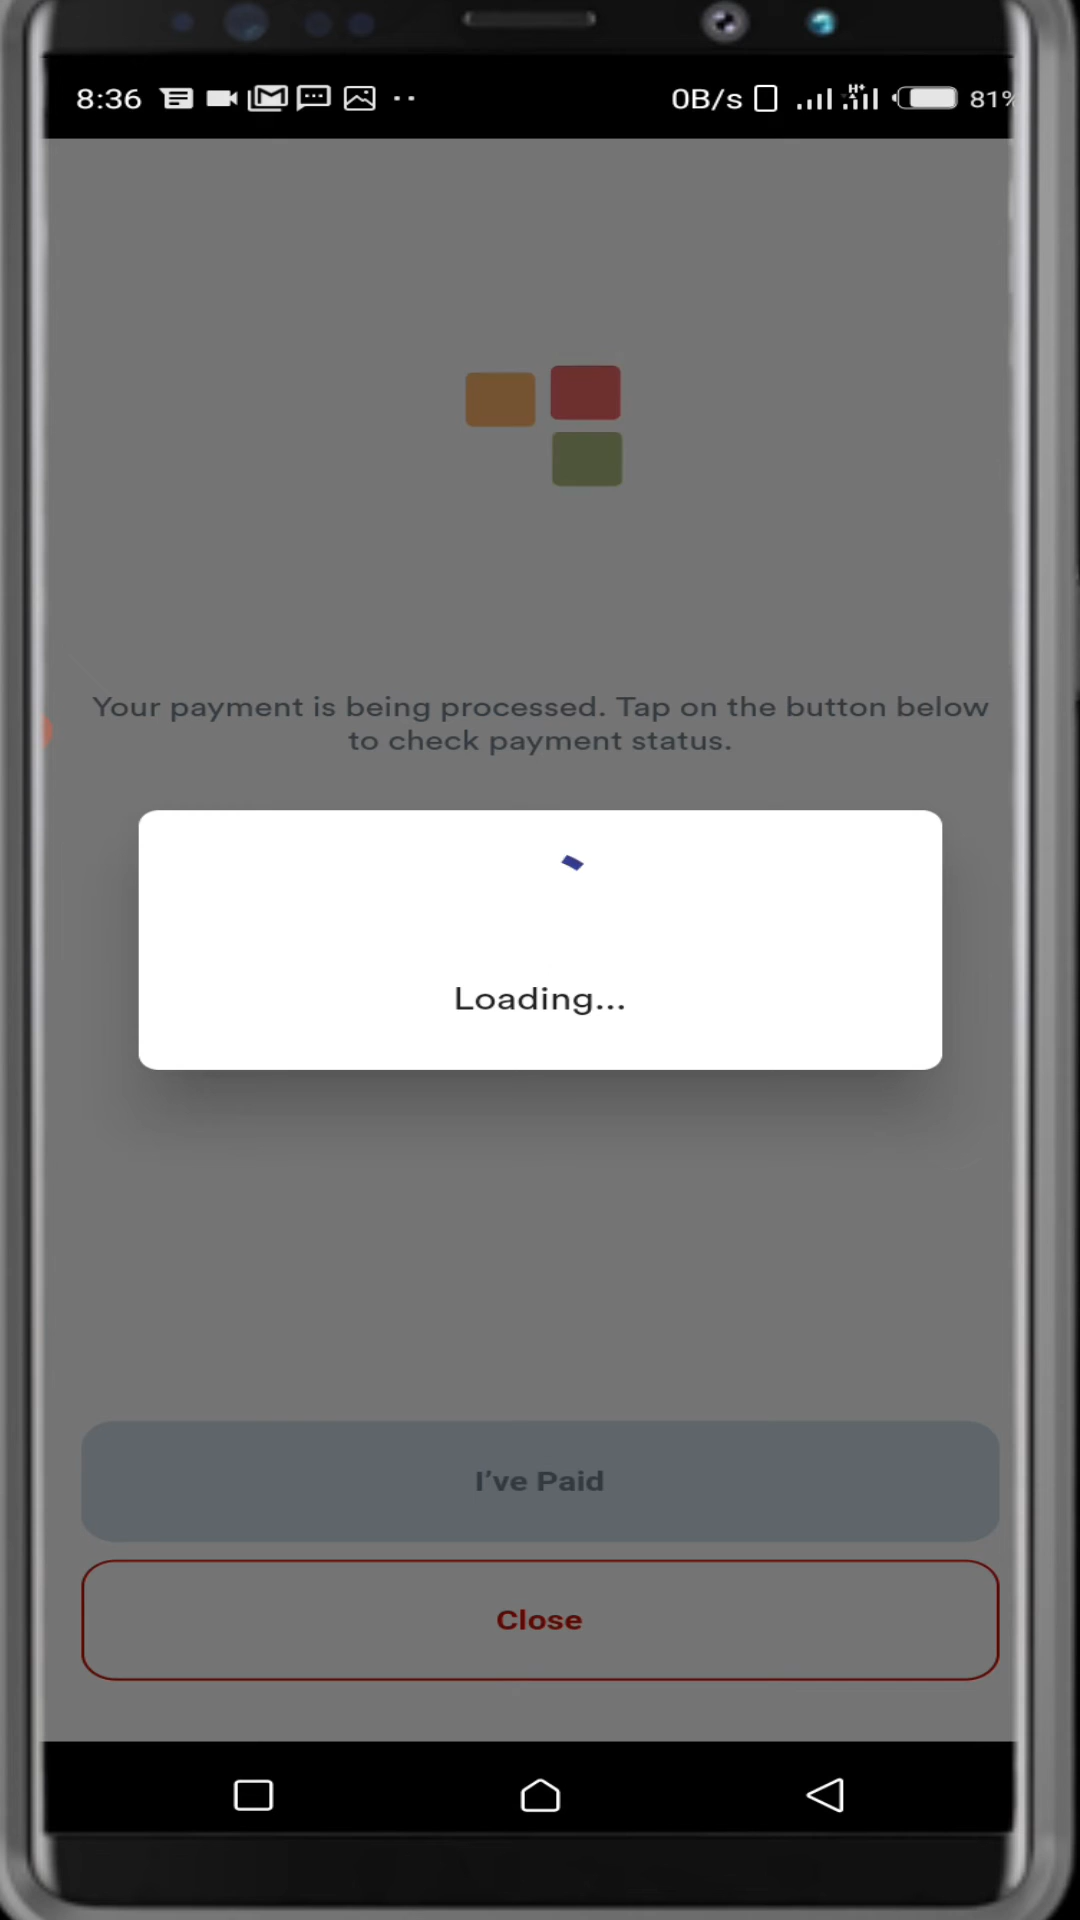 8:36 0B/s H+ 81%
Your payment is being processed. Tap on the button below
to check payment status.
Loading...
I've Paid
Close